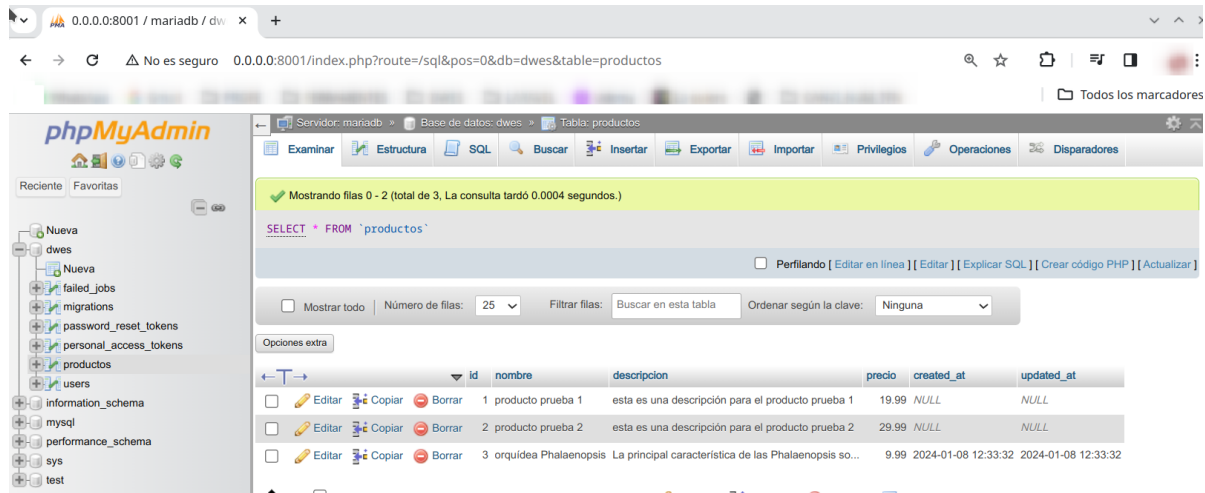 0.0.0.0:8001 / mariadb / dw
No es seguro 0.0.0.0:8001/index.php?route=/sql&pos=0&db=dwes&table=productos
Todos los marcadores
phpMyAdmin
Reciente Favoritas
Nueva
dwes
Nueva
failed_jobs
migrations
password_reset_tokens
personal_access_tokens
productos
users
information_schema
mysql
performance_schema
sys
test
Servidor: mariadb » Base de datos: dwes » Tabla: productos
Examinar Estructura SQL Buscar Insertar Exportar Importar Privilegios Operaciones Disparadores
Mostrando filas 0 - 2 (total de 3, La consulta tardó 0.0004 segundos.)
SELECT * FROM `productos`
Perfilando [ Editar en línea ] [ Editar ] [ Explicar SQL ] [ Crear código PHP ] [ Actualizar ]
Mostrar todo Número de filas: 25 Filtrar filas: Buscar en esta tabla Ordenar según la clave: Ninguna
Opciones extra
id nombre descripcion precio created_at updated_at
Editar Copiar Borrar 1 producto prueba 1 esta es una descripción para el producto prueba 1 19.99 NULL NULL
Editar Copiar Borrar 2 producto prueba 2 esta es una descripción para el producto prueba 2 29.99 NULL NULL
Editar Copiar Borrar 3 orquídea Phalaenopsis La principal característica de las Phalaenopsis so... 9.99 2024-01-08 12:33:32 2024-01-08 12:33:32